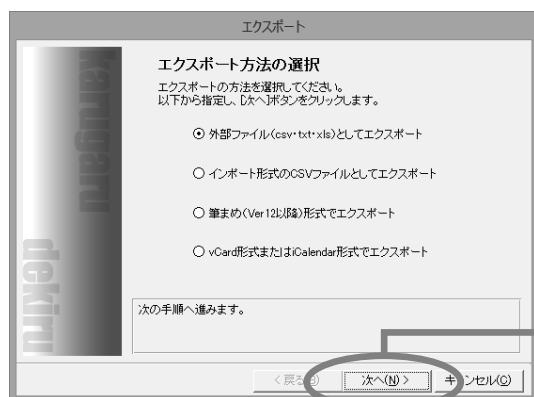 エクスポート
エクスポート方法の選択
エクスポートの方法を選択してください。
以下から指定し、[次へ]ボタンをクリックします。
外部ファイル(csv・txt・xls)としてエクスポート
インポート形式のCSVファイルとしてエクスポート
筆まめ(Ver12以降)形式でエクスポート
vCard形式またはiCalendar形式でエクスポート
karugaru
dekiru
次の手順へ進みます。
< 戻る(B)
次へ(N) >
キャンセル(C)